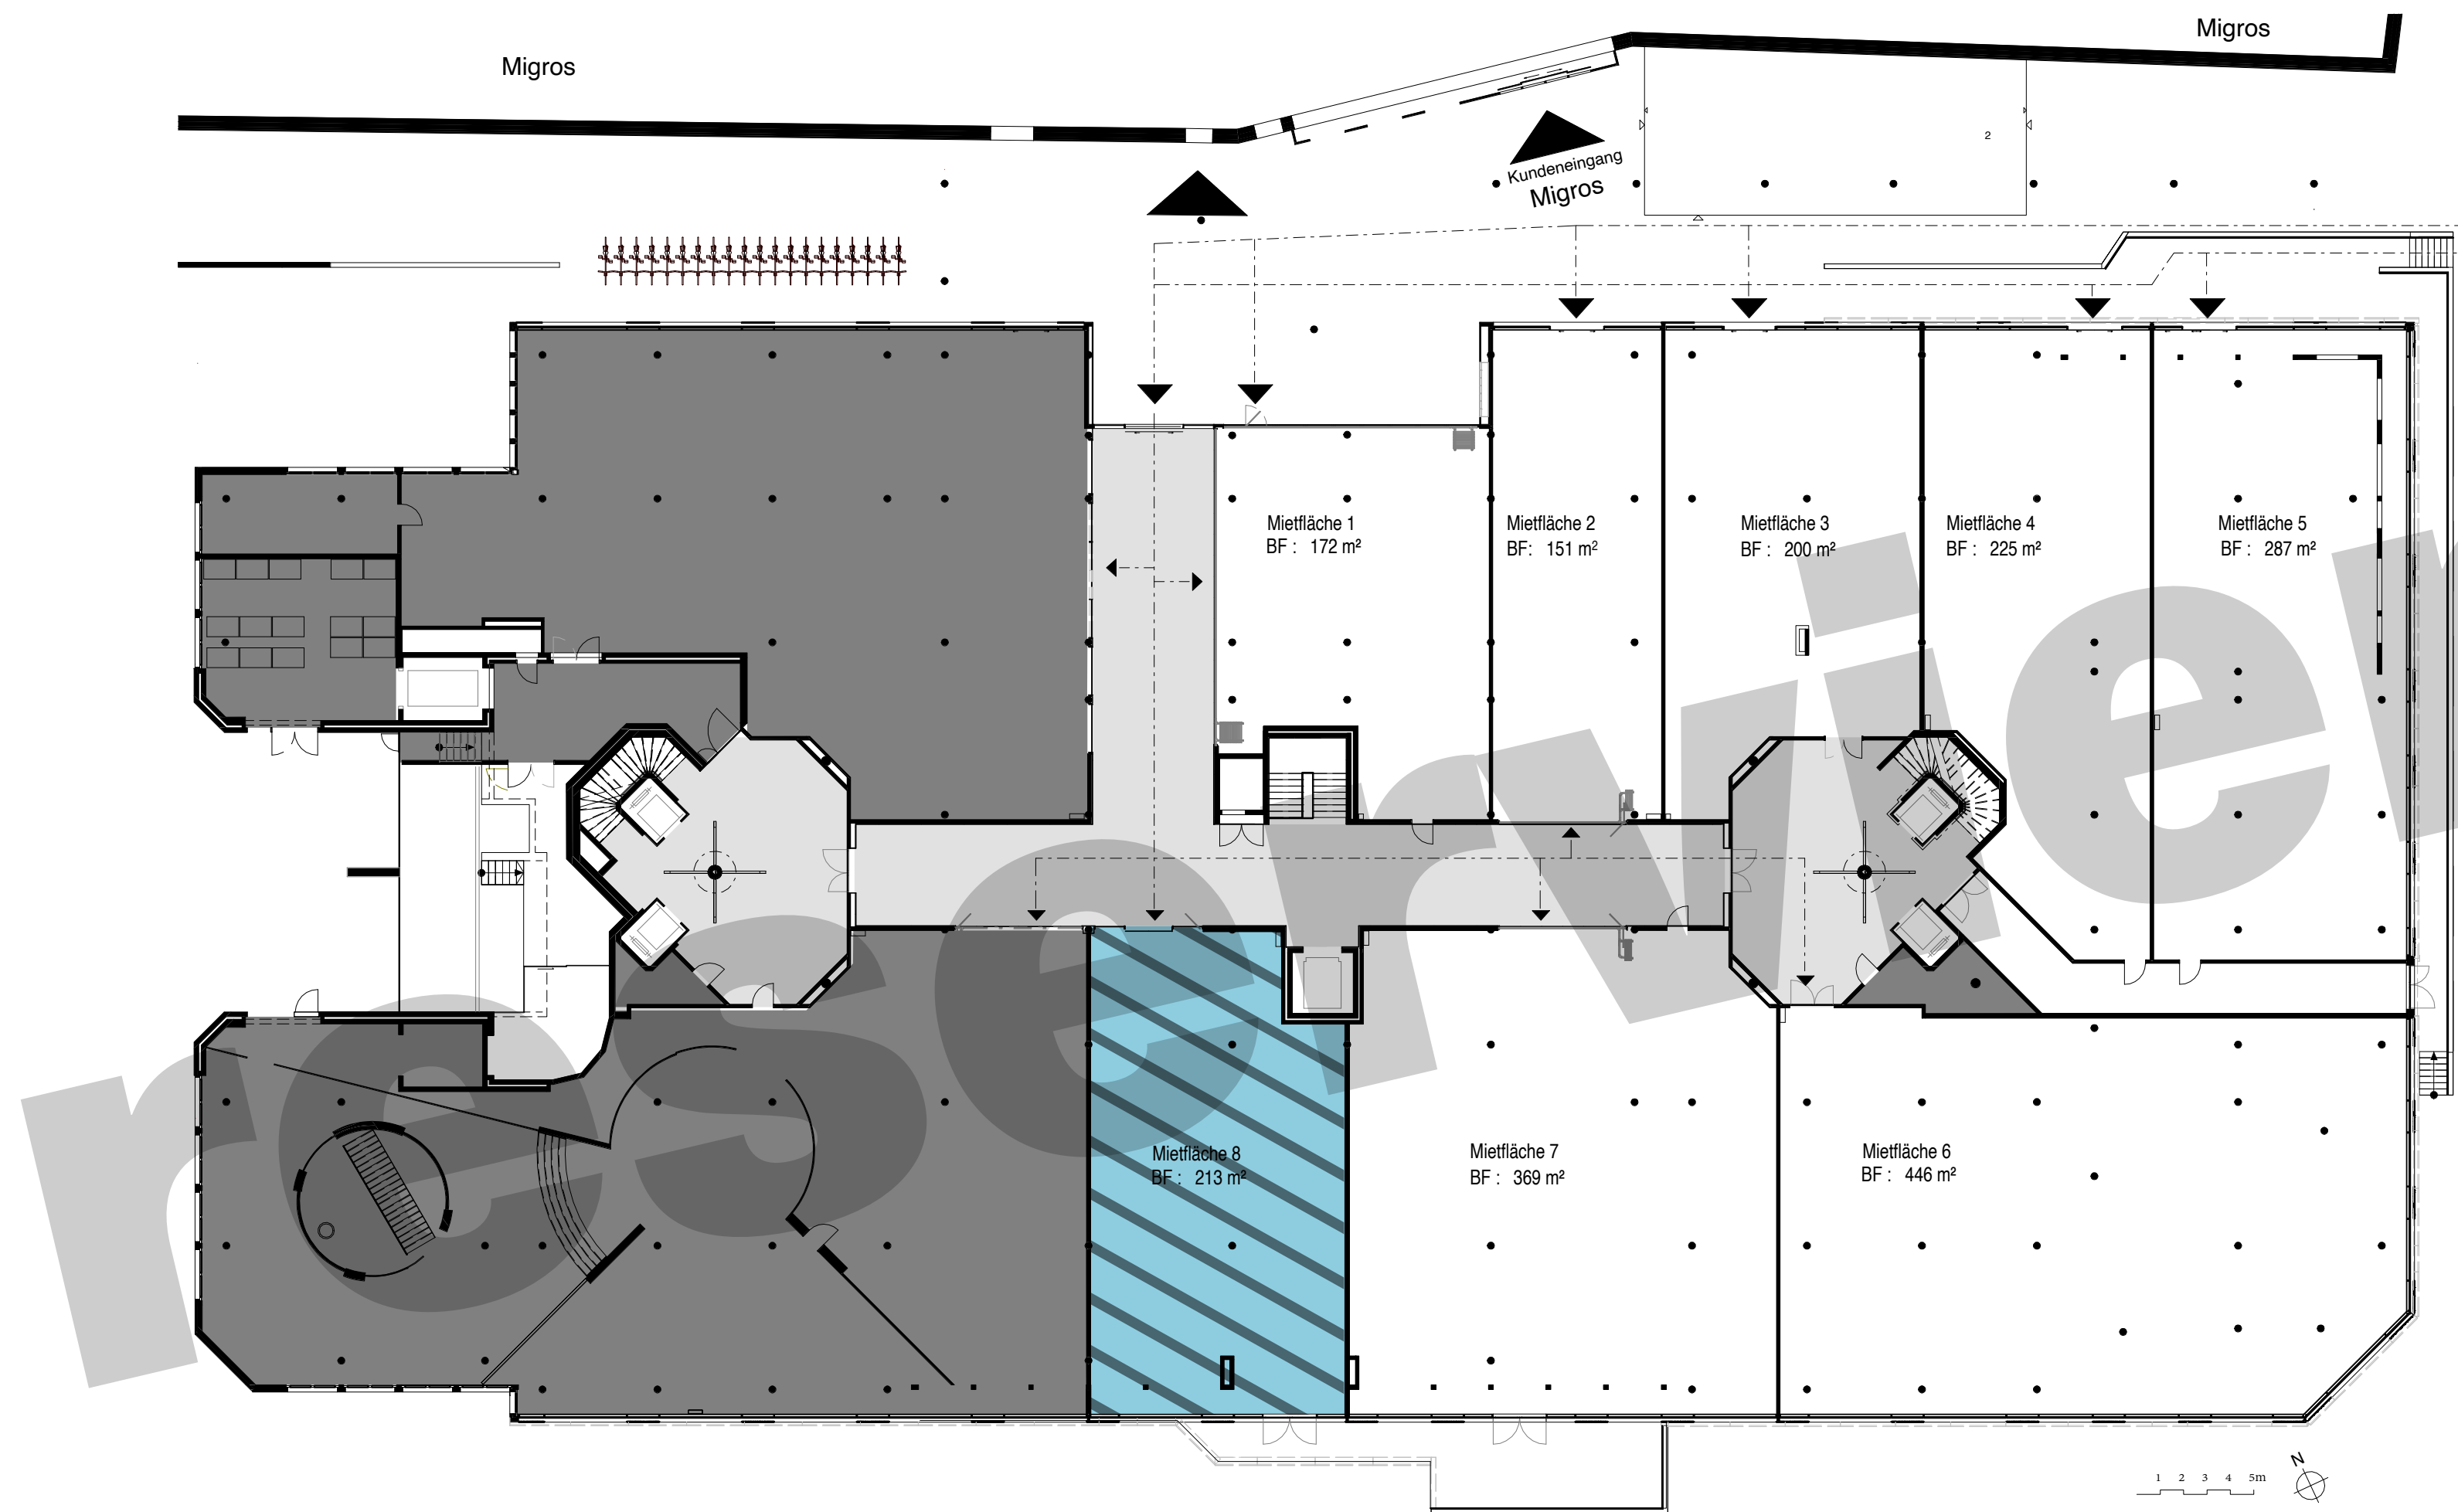 Migros
Migros
2
Kundeneingang
Migros
Mietfläche 1
BF : 172 m²
Mietfläche 2
BF: 151 m²
Mietfläche 3
BF : 200 m²
Mietfläche 4
BF : 225 m²
Mietfläche 5
BF : 287 m²
reserviert
Mietfläche 8
BF : 213 m²
Mietfläche 7
BF : 369 m²
Mietfläche 6
BF : 446 m²
N
1 2 3 4 5m